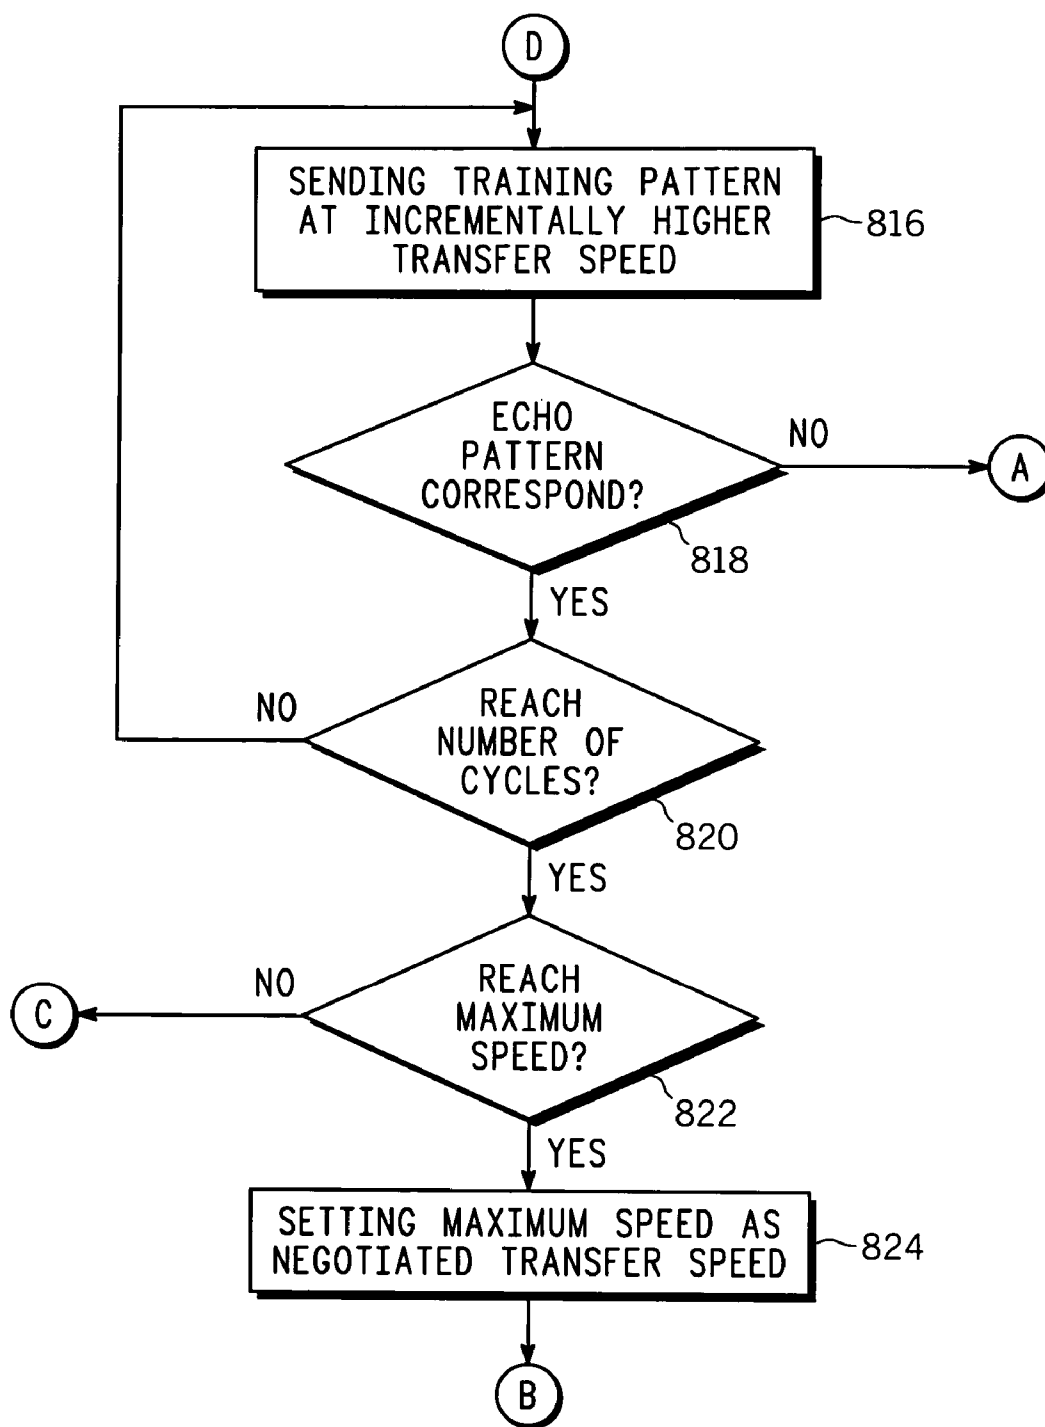 D
SENDING TRAINING PATTERN
AT INCREMENTALLY HIGHER
TRANSFER SPEED
816
ECHO
PATTERN
CORRESPOND?
NO
A
818
YES
REACH
NUMBER OF
CYCLES?
NO
820
YES
REACH
MAXIMUM
SPEED?
NO
C
822
YES
SETTING MAXIMUM SPEED AS
NEGOTIATED TRANSFER SPEED
824
B